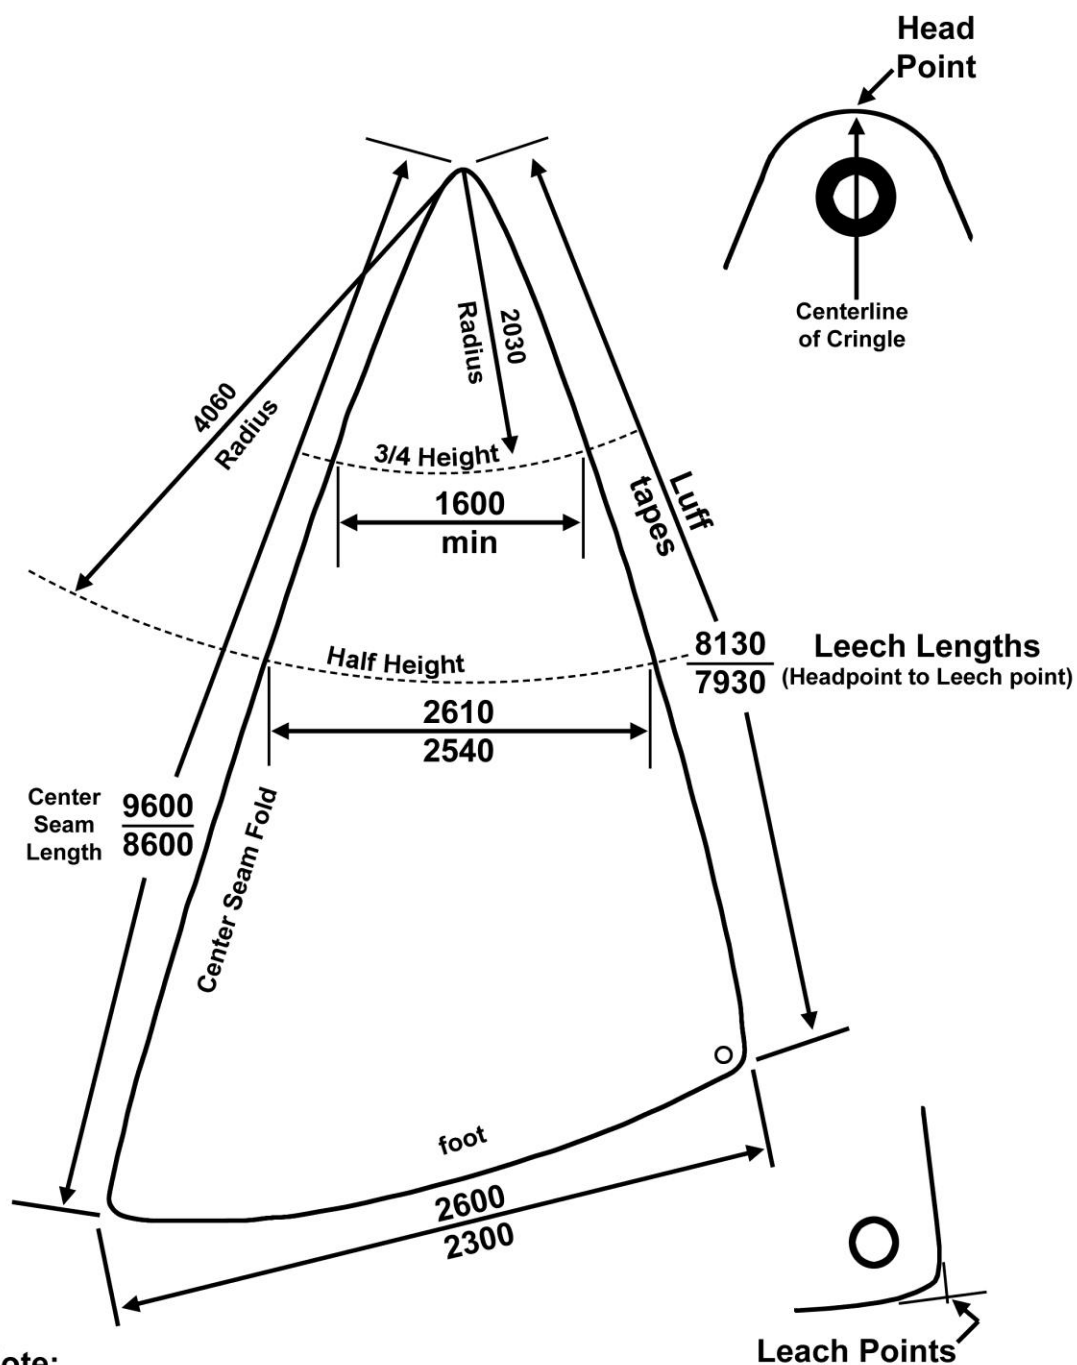 Head
Point
Centerline
of Cringle
2030
Radius
4060
Radius
3/4 Height
1600
min
Luff
tapes
Half Height
8130
7930
Leech Lengths
(Headpoint to Leech point)
2610
2540
Center
Seam
Length
9600
8600
Center Seam Fold
foot
2600
2300
Leach Points
ote: